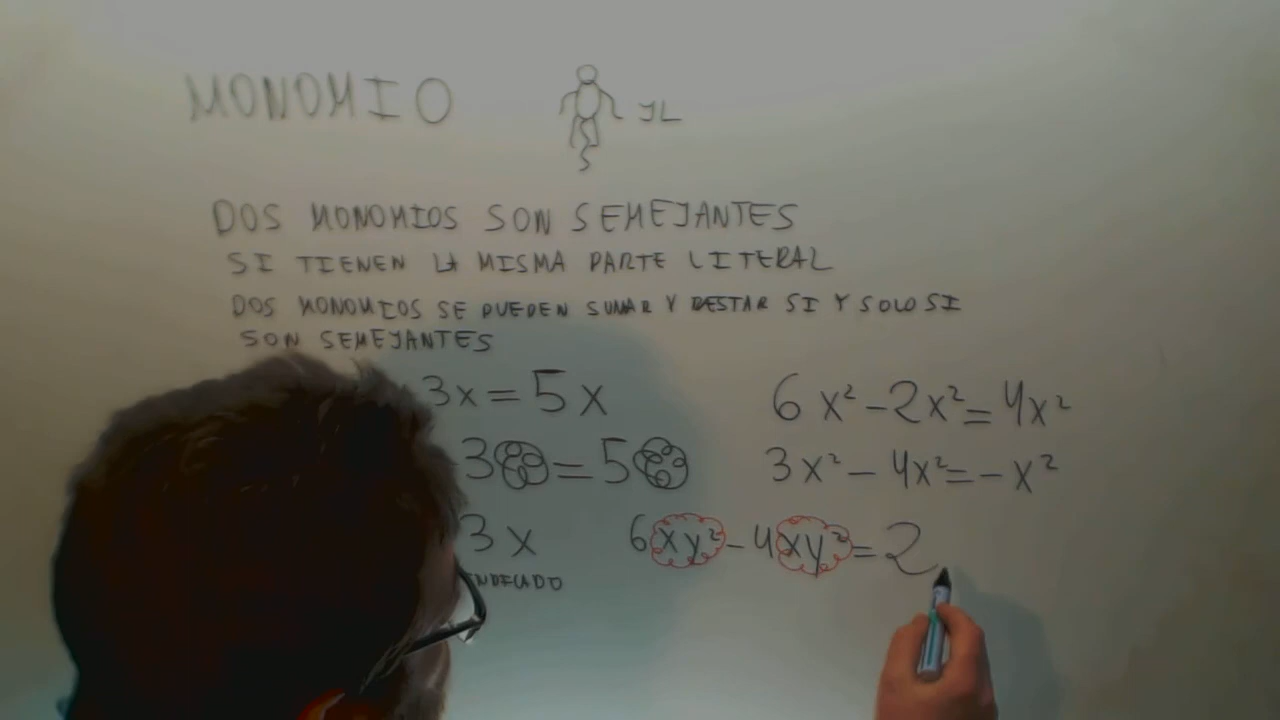 MONOMIO
JL
DOS MONOMIOS SON SEMEJANTES
SI TIENEN LA MISMA PARTE LITERAL
DOS MONOMIOS SE PUEDEN SUMAR Y RESTAR SI Y SOLO SI
SON SEMEJANTES
3x=5x
6x²-2x²=4x²
3 =5
3x²-4x²=-x²
3x
6xy²-4xy²=2